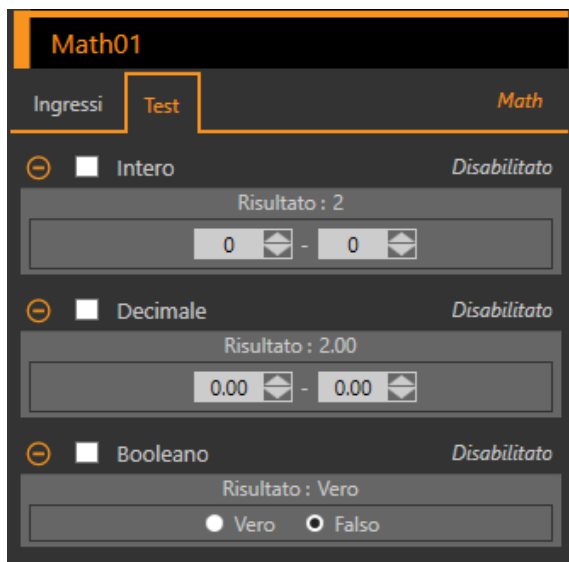 Math01
Ingressi Test Math
Intero Disabilitato
Risultato : 2
0 - 0
Decimale Disabilitato
Risultato : 2.00
0.00 - 0.00
Booleano Disabilitato
Risultato : Vero
Vero Falso